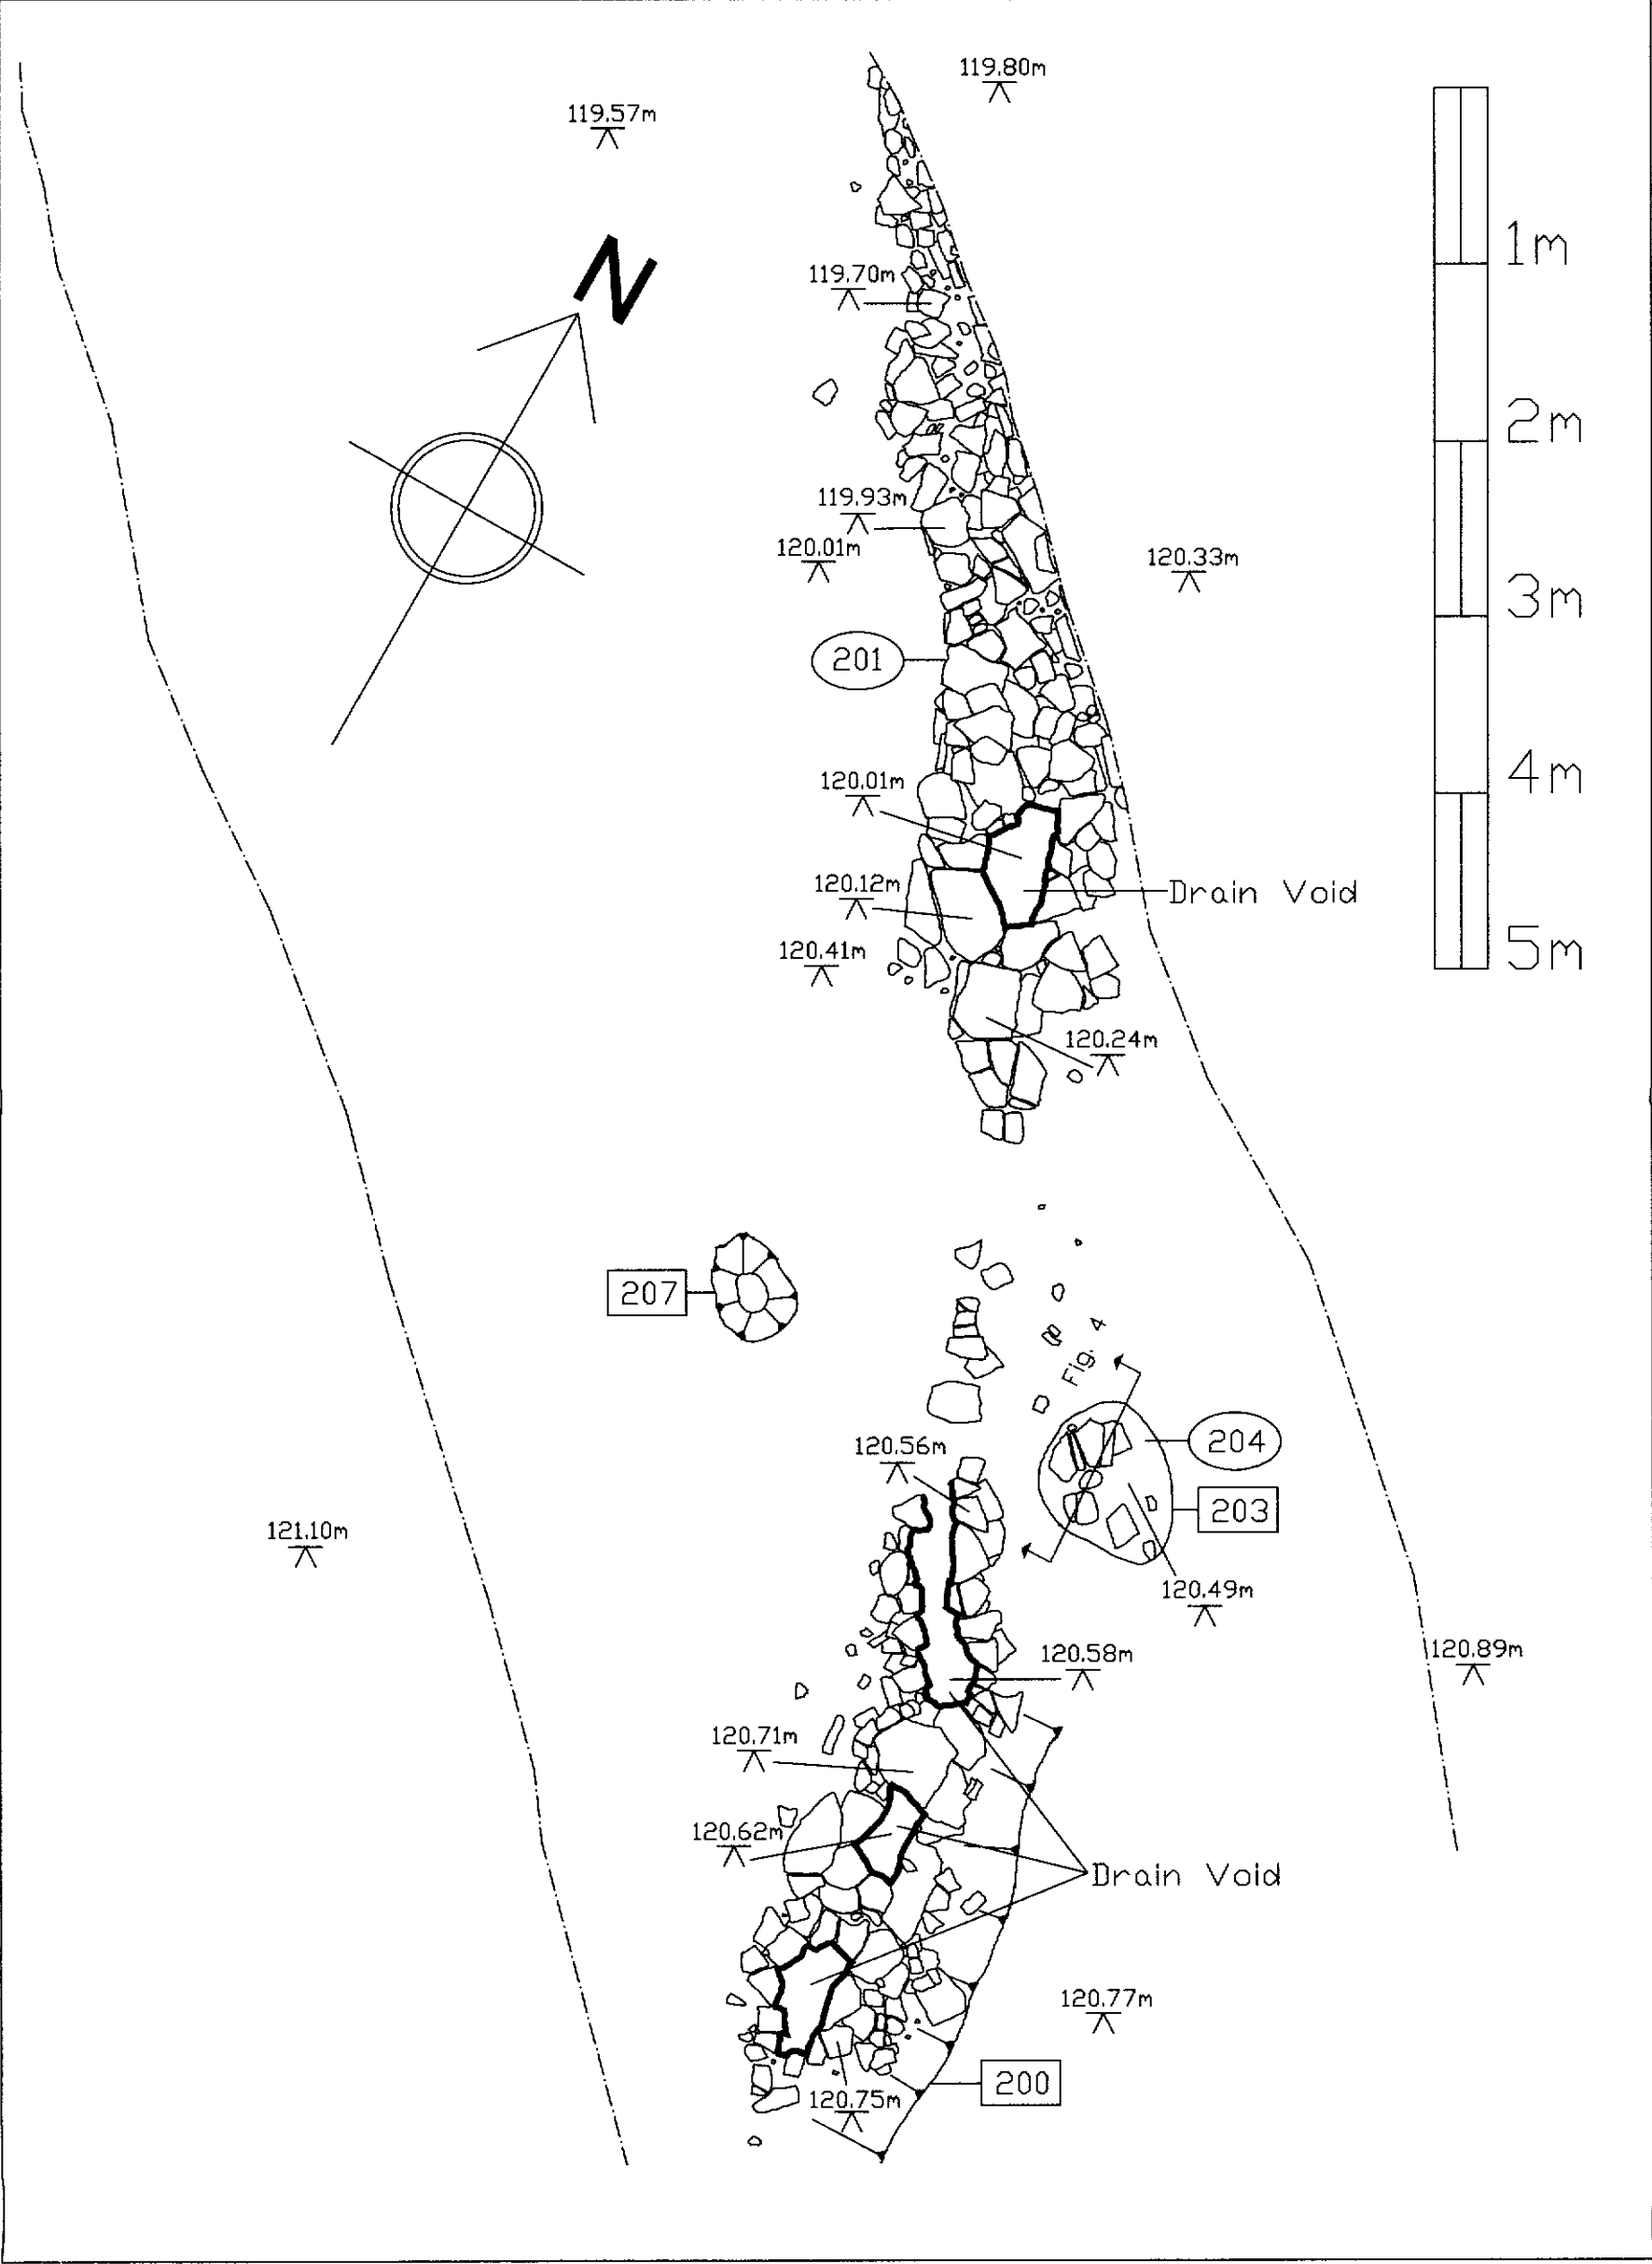 119.80m
119.57m
N
1m
119.70m
2m
119.93m
120.01m
120.33m
3m
201
4m
120.01m
120.12m
Drain Void
120.41m
5m
120.24m
207
Fig. 4
204
120.56m
203
121.10m
120.49m
120.58m
120.89m
120.71m
120.62m
Drain Void
120.77m
200
120.75m